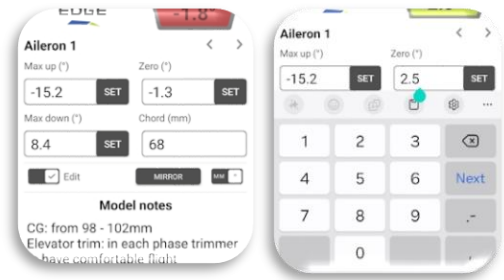 EDGE
-1.8°
Aileron 1
< >
Max up (°) Zero (°)
-15.2 SET -1.3 SET
Max down (°) Chord (mm)
8.4 SET 68
Edit MIRROR MM °
Model notes
CG: from 98 - 102mm
Elevator trim: in each phase trimmer
have comfortable flight
Aileron 1
< >
Max up (°) Zero (°)
-15.2 SET 2.5 SET
1 2 3
4 5 6 Next
7 8 9 .-
0 ,